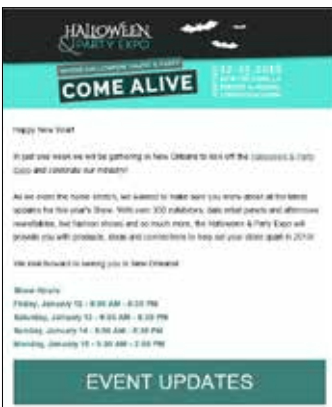 HALLOWEEN
& PARTY EXPO
WHERE HALLOWEEN TRENDS & PARTY
COME ALIVE
Happy New Year!
In just one week we will be gathering in New Orleans to kick off the Halloween & Party
Expo and celebrate our industry!
As we enter the home stretch, we wanted to make sure you know about all the latest
updates for this year's Show. With over 300 exhibitors, daily retail panels and afternoon
roundtables, live fashion shows and so much more, the Halloween & Party Expo will
provide you with products, ideas and connections to help set your store apart in 2018!
We look forward to seeing you in New Orleans!
Show Hours
Friday, January 12 - 9:00 AM - 6:00 PM
Saturday, January 13 - 9:00 AM - 6:00 PM
Sunday, January 14 - 9:00 AM - 6:00 PM
Monday, January 15 - 9:00 AM - 2:00 PM
EVENT UPDATES